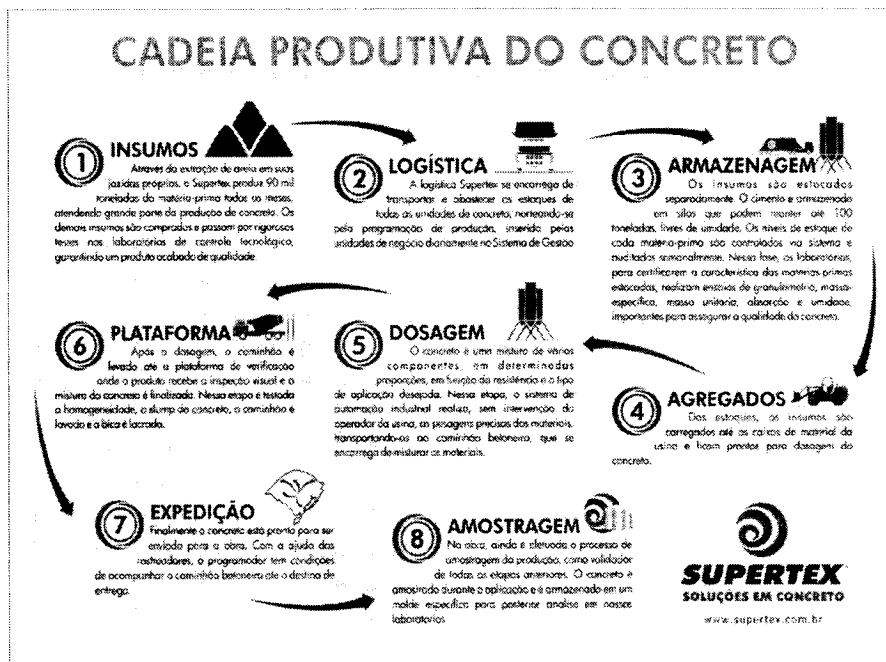 CADEIA PRODUTIVA DO CONCRETO
1 INSUMOS
Através da extração de areia em suas
jazidas próprias, a Supertex produz 90 mil
toneladas da matéria-prima todos os meses,
atendendo grande parte da produção de concreto. Os
demais insumos são comprados e passam por rigorosos
testes nos laboratórios de controle tecnológico,
garantindo um produto acabado de qualidade.
2 LOGÍSTICA
A logística Supertex se encarrega de
transportar e abastecer os estoques de
todas as unidades de concreto, norteando-se
pela programação de produção, inserida pelas
unidades de negócio diariamente no Sistema de Gestão
3 ARMAZENAGEM
Os insumos são estocados
separadamente. O cimento é armazenado
em silos que podem manter até 100
toneladas, livres de umidade. Os níveis de estoque de
cada matéria-prima são controlados via sistema e
auditados semanalmente. Nessa fase, os laboratórios,
para certificarem a característica das matérias-primas
estocadas, realizam ensaios de granulometria, massa-
específica, massa unitária, absorção e umidade,
importantes para assegurar a qualidade do concreto.
4 AGREGADOS
Dos estoques, os insumos são
carregados até as caixas de material da
usina e ficam prontos para dosagem do
concreto.
5 DOSAGEM
O concreto é uma mistura de vários
componentes, em determinadas
proporções, em função da resistência e o tipo
de aplicação desejada. Nessa etapa, o sistema de
automação industrial realiza, sem intervenção do
operador da usina, as pesagens precisas dos materiais,
transportando-os ao caminhão betoneira, que se
encarrega de misturar os materiais.
6 PLATAFORMA
Após a dosagem, o caminhão é
levado até a plataforma de verificação
onde o produto recebe a inspeção visual e a
mistura do concreto é finalizada. Nessa etapa é testada
a homogeneidade, o slump do concreto, o caminhão é
lavado e a bica é lacrada.
7 EXPEDIÇÃO
Finalmente o concreto está pronto para ser
enviado para a obra. Com a ajuda dos
rastreadores, o programador tem condições
de acompanhar o caminhão betoneira até o destino de
entrega.
8 AMOSTRAGEM
Na obra, ainda é efetuado o processo de
amostragem da produção, como validador
de todas as etapas anteriores. O concreto é
amostrado durante a aplicação e é armazenado em um
molde específico para posterior análise em nossos
laboratórios
SUPERTEX
SOLUÇÕES EM CONCRETO
www.supertex.com.br